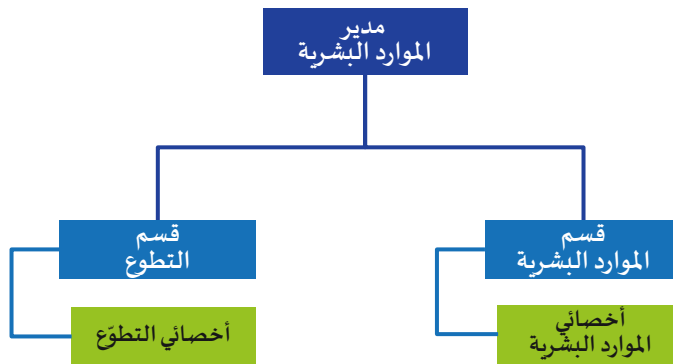 مدير
الموارد البشرية
قسم
الموارد البشرية
قسم
التطوع
أخصائي
الموارد البشرية
أخصائي التطوّع